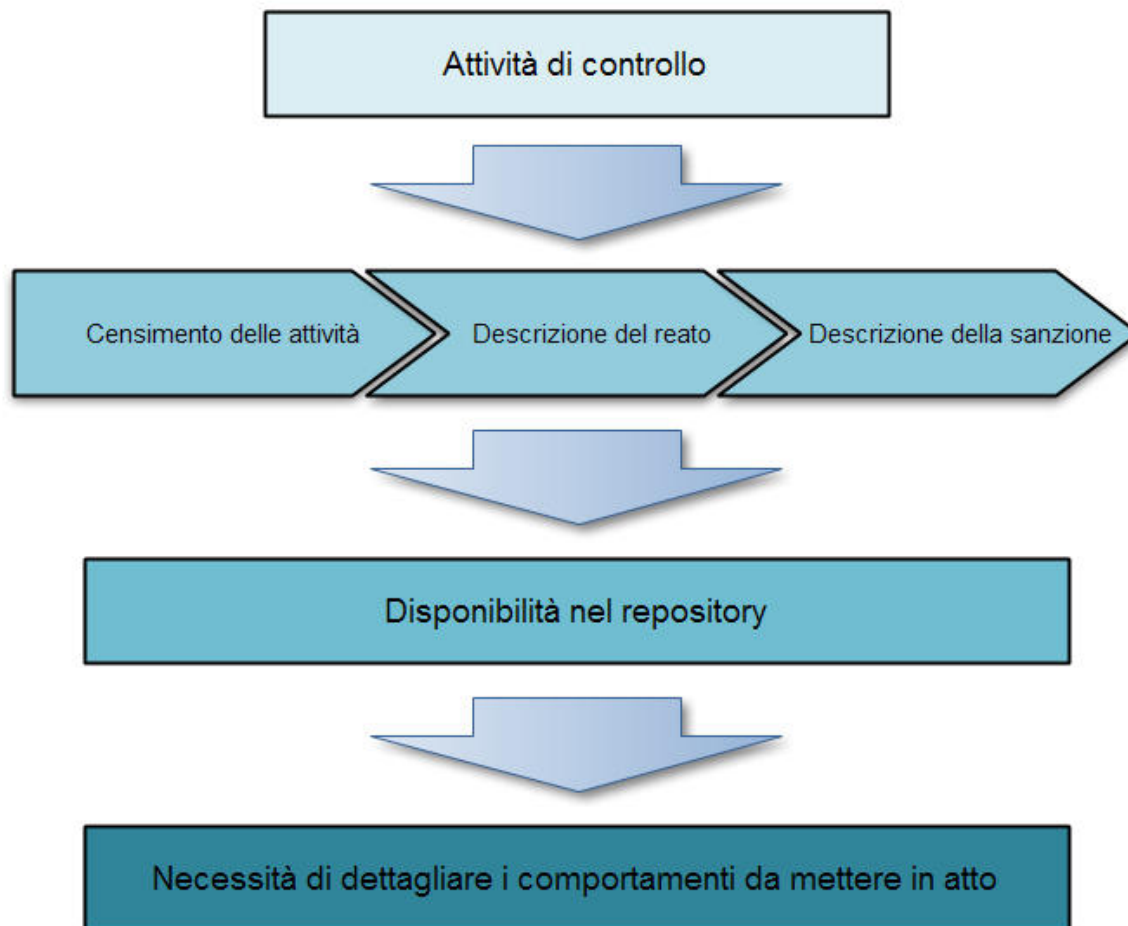 Attività di controllo
Censimento delle attività
Descrizione del reato
Descrizione della sanzione
Disponibilità nel repository
Necessità di dettagliare i comportamenti da mettere in atto